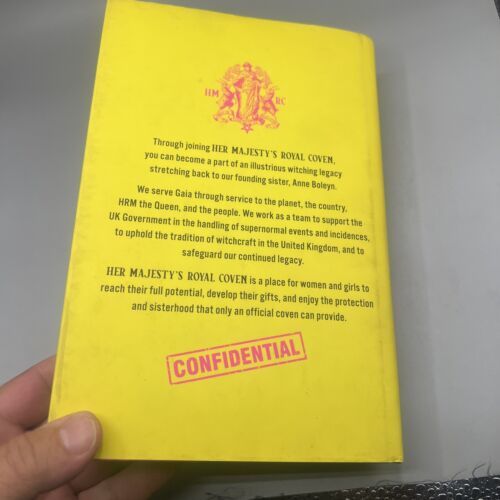 HM RC
Through joining HER MAJESTY'S ROYAL COVEN,
you can become a part of an illustrious witching legacy
stretching back to our founding sister, Anne Boleyn.
We serve Gaia through service to the planet, the country,
HRM the Queen, and the people. We work as a team to support the
UK Government in the handling of supernormal events and incidences,
to uphold the tradition of witchcraft in the United Kingdom, and to
safeguard our continued legacy.
HER MAJESTY'S ROYAL COVEN is a place for women and girls to
reach their full potential, develop their gifts, and enjoy the protection
and sisterhood that only an official coven can provide.
CONFIDENTIAL